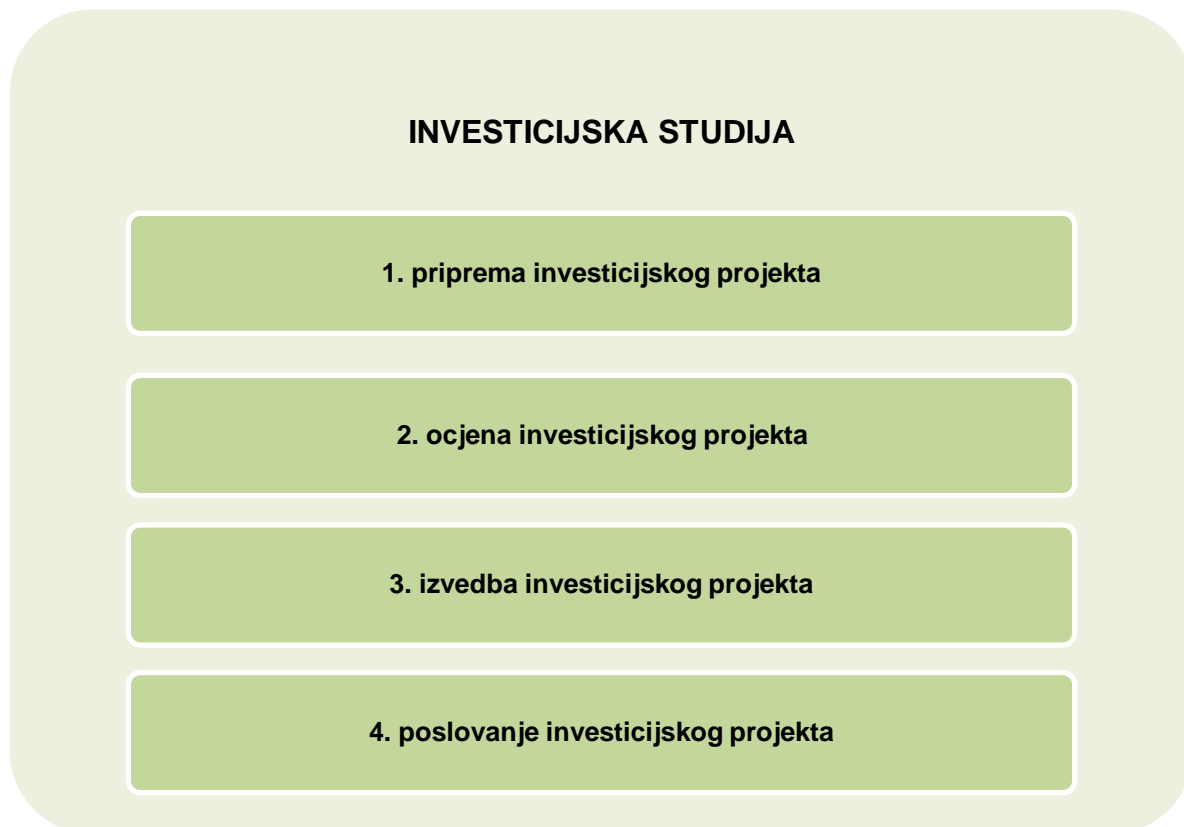 INVESTICIJSKA STUDIJA
1. priprema investicijskog projekta
2. ocjena investicijskog projekta
3. izvedba investicijskog projekta
4. poslovanje investicijskog projekta